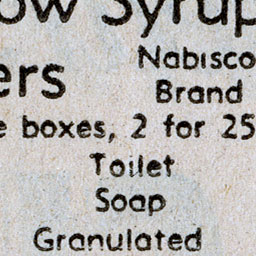 ow Syrup
Nabisco
ers
Brand
e boxes, 2 for 25
Toilet
Soap
Granulated